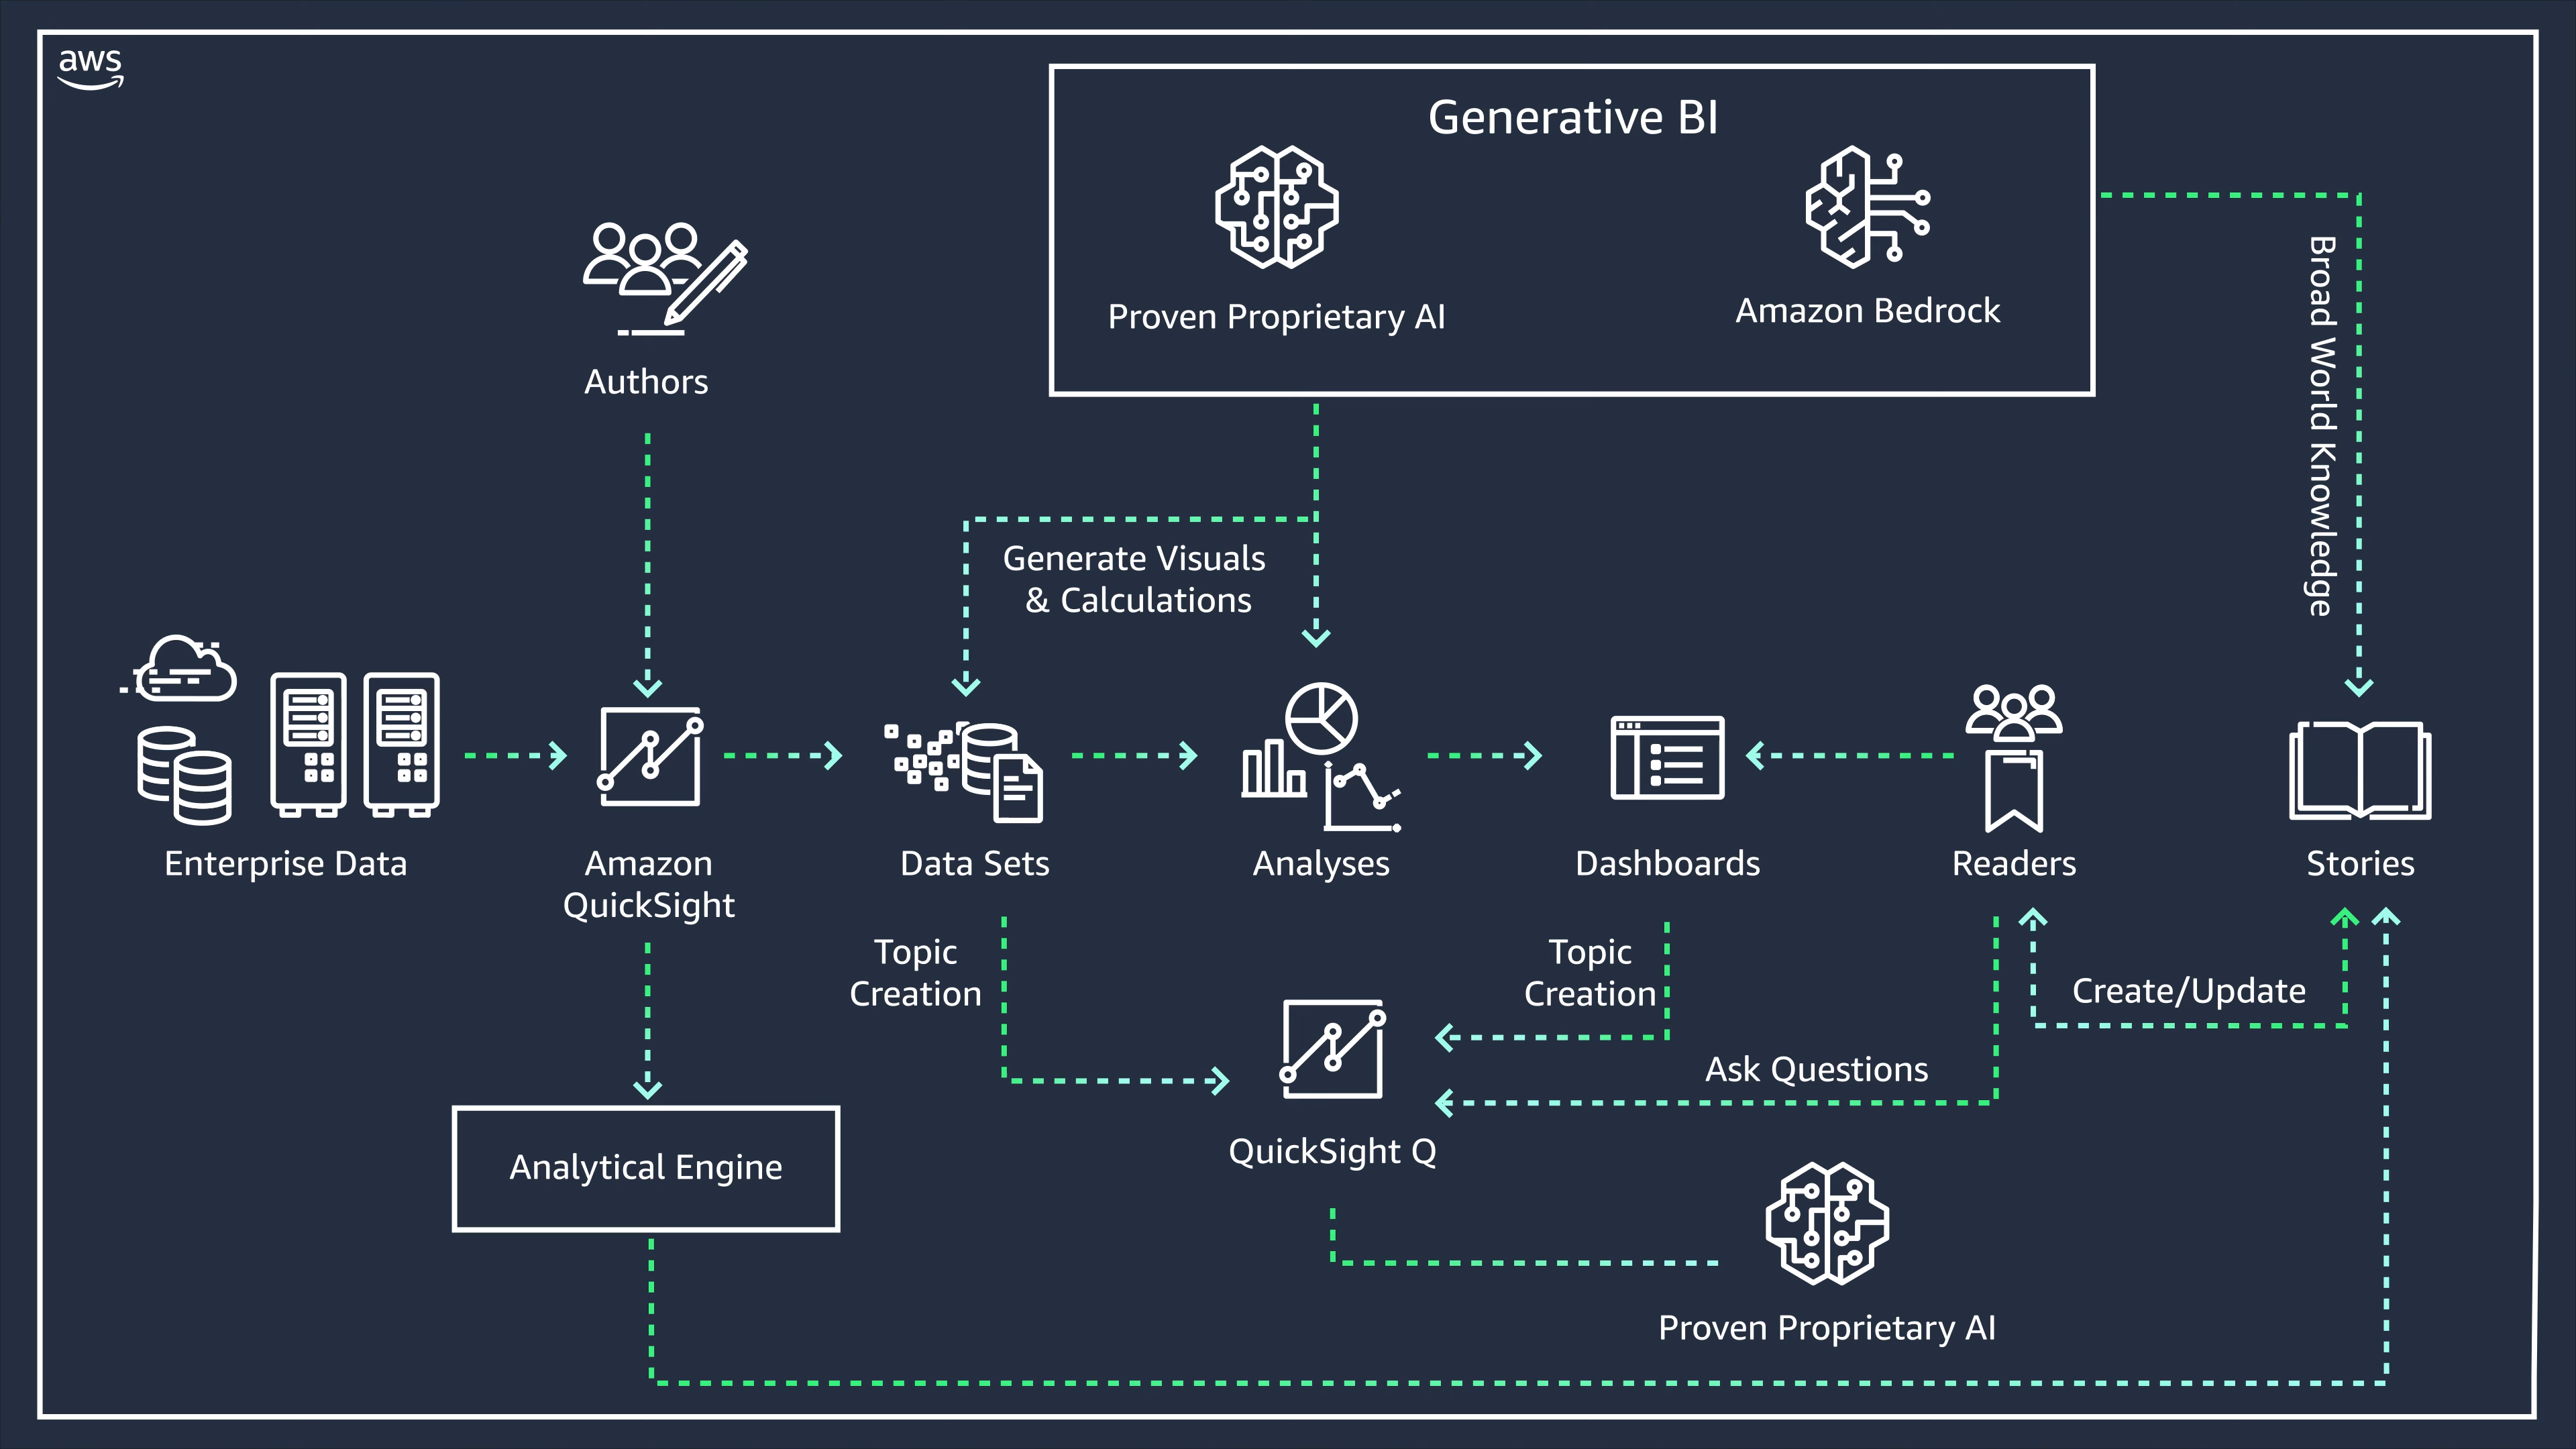 aws
Generative BI
Proven Proprietary AI
Amazon Bedrock
Authors
Broad World Knowledge
Generate Visuals
& Calculations
Enterprise Data
Amazon
QuickSight
Data Sets
Analyses
Dashboards
Readers
Stories
Topic
Creation
Topic
Creation
Create/Update
Ask Questions
QuickSight Q
Analytical Engine
Proven Proprietary AI